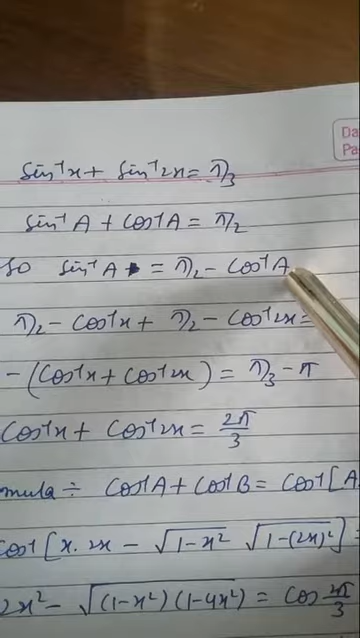 Da
Pa
sin⁻¹x + sin⁻¹2x = π/3
sin⁻¹A + cos⁻¹A = π/2
so sin⁻¹A = π/2 - cos⁻¹A
π/2 - cos⁻¹x + π/2 - cos⁻¹2x =
-(cos⁻¹x + cos⁻¹2x) = π/3 - π
cos⁻¹x + cos⁻¹2x = 2π/3
mula ÷ cos⁻¹A + cos⁻¹B = cos⁻¹[A
cos⁻¹[x.2x - √1-x² √1-(2x)²] =
2x² - √(1-x²)(1-4x²) = cos 2π/3